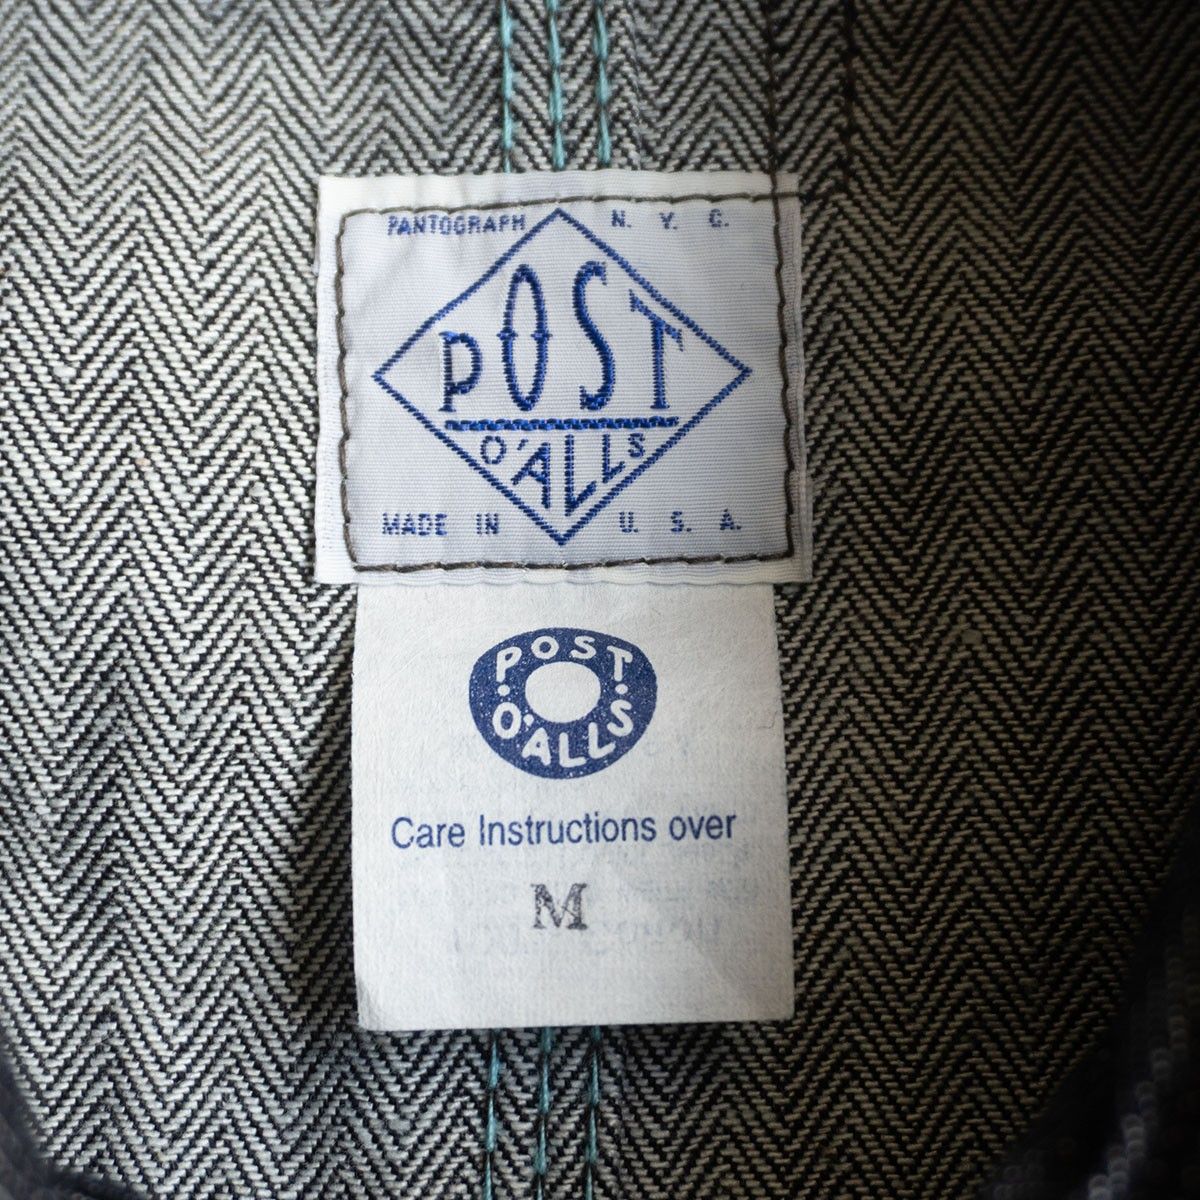 PANTOGRAPH N. Y. C.
POST
O'ALLS
MADE IN U. S. A.
POST.
O'ALLS.
Care Instructions over
M